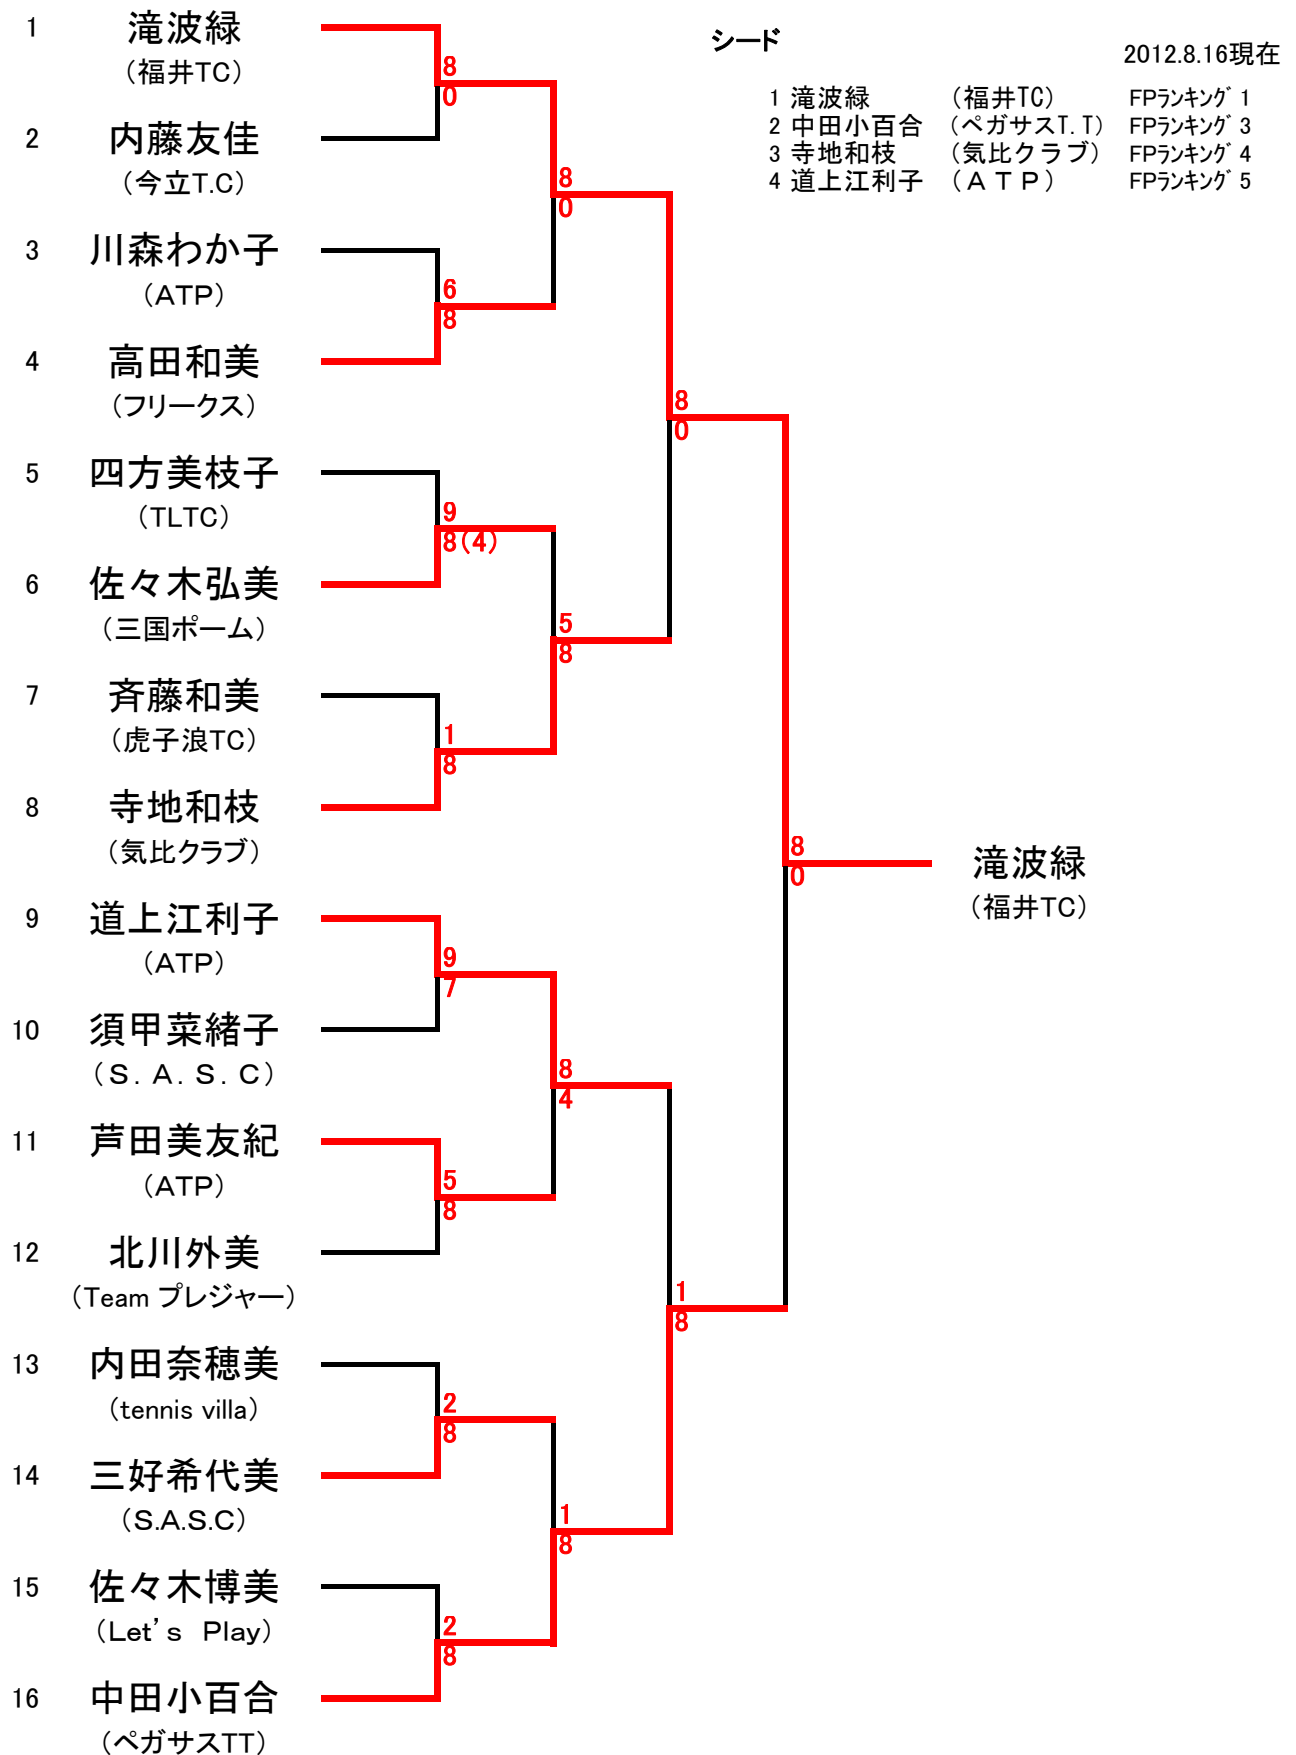 シード
2012.8.16現在
1 滝波緑 （福井TC） FPランキング 1
2 中田小百合 （ペガサスT.T） FPランキング 3
3 寺地和枝 （気比クラブ） FPランキング 4
4 道上江利子 （ＡＴＰ） FPランキング 5
1 滝波緑
（福井TC）
8
0
2 内藤友佳
（今立T.C）
8
0
3 川森わか子
（ATP）
6
8
4 高田和美
（フリークス）
8
0
5 四方美枝子
（TLTC）
9
8(4)
6 佐々木弘美
（三国ポーム）
5
8
7 斉藤和美
（虎子浪TC）
1
8
8 寺地和枝
（気比クラブ）
8
0
滝波緑
（福井TC）
9 道上江利子
（ATP）
9
7
10 須甲菜緒子
（Ｓ．Ａ．Ｓ．Ｃ）
8
4
11 芦田美友紀
（ATP）
5
8
12 北川外美
（Team プレジャー）
1
8
13 内田奈穂美
（tennis villa）
2
8
14 三好希代美
（S.A.S.C）
1
8
15 佐々木博美
（Let’s Play）
2
8
16 中田小百合
（ペガサスTT）